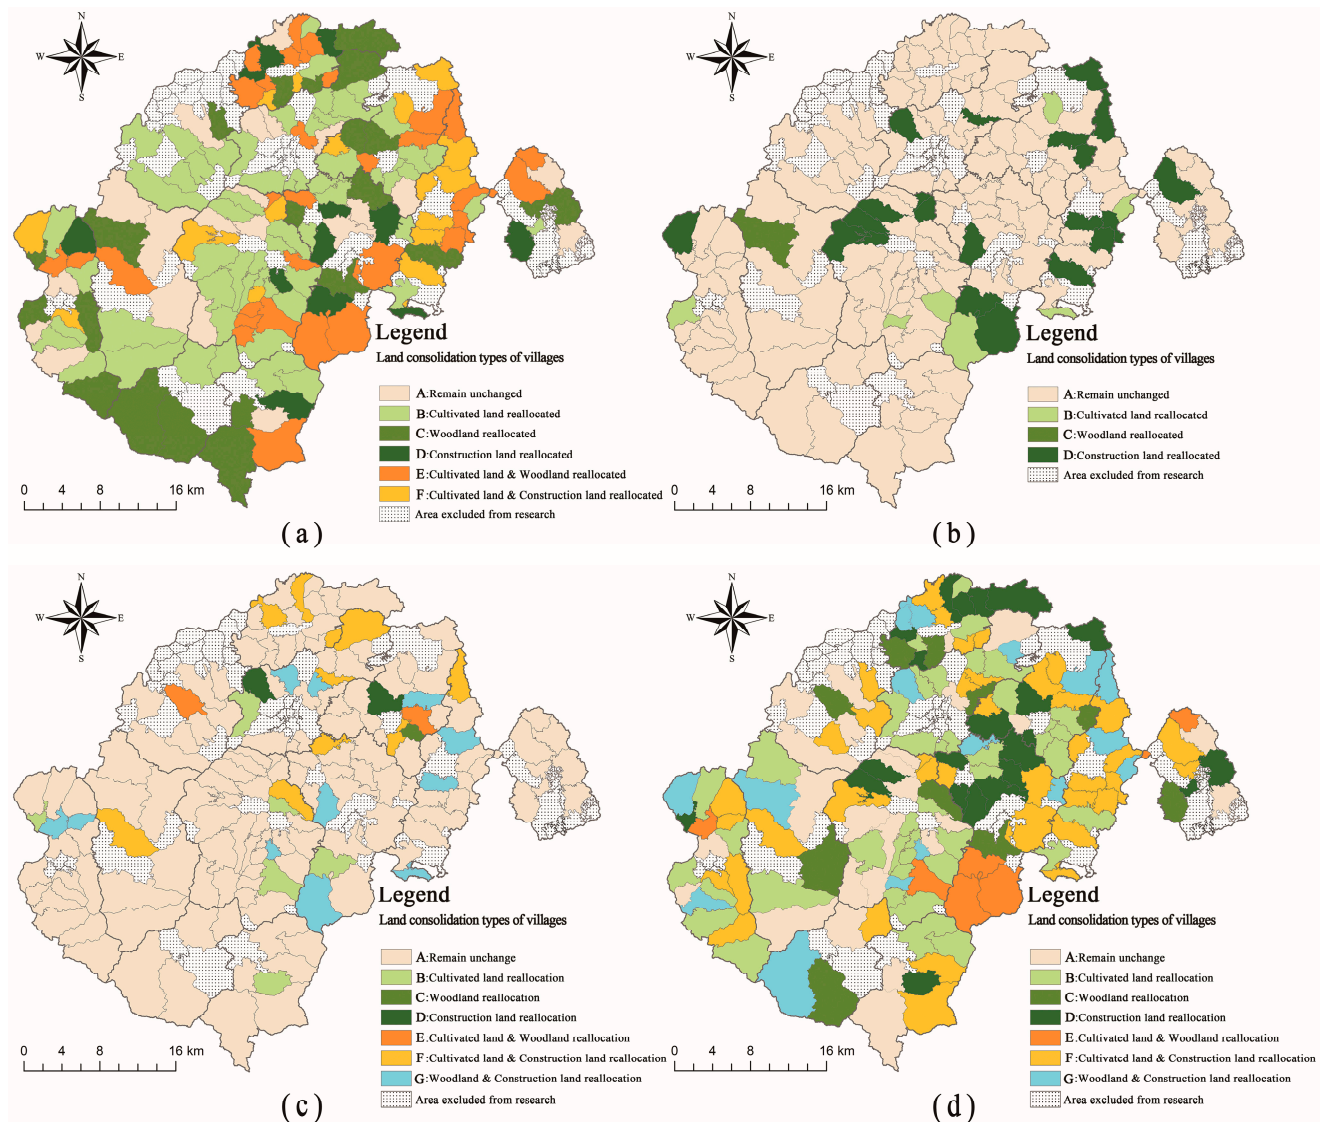 N
W E
S
Legend
Land consolidation types of villages
A:Remain unchanged
B:Cultivated land reallocated
C:Woodland reallocated
D:Construction land reallocated
E:Cultivated land & Woodland reallocated
F:Cultivated land & Construction land reallocated
Area excluded from research
0 4 8 16 km
(a)
N
W E
S
Legend
Land consolidation types of villages
A:Remain unchanged
B:Cultivated land reallocated
C:Woodland reallocated
D:Construction land reallocated
Area excluded from research
0 4 8 16 km
(b)
N
W E
S
Legend
Land consolidation types of villages
A:Remain unchange
B:Cultivated land reallocation
C:Woodland reallocation
D:Construction land reallocation
E:Cultivated land & Woodland reallocation
F:Cultivated land & Construction land reallocation
G:Woodland & Construction land reallocation
Area excluded from research
0 4 8 16 km
(c)
N
W E
S
Legend
Land consolidation types of villages
A:Remain unchange
B:Cultivated land reallocation
C:Woodland reallocation
D:Construction land reallocation
E:Cultivated land & Woodland reallocation
F:Cultivated land & Construction land reallocation
G:Woodland & Construction land reallocation
Area excluded from research
0 4 8 16 km
(d)